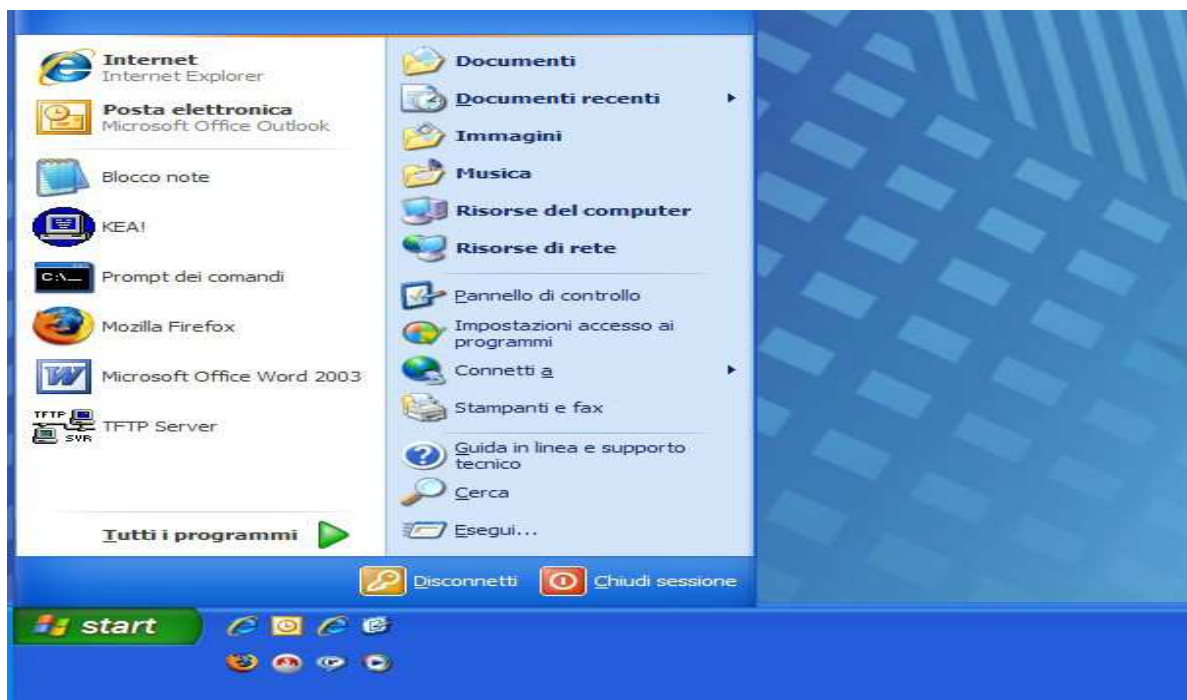 Internet
Internet Explorer
Posta elettronica
Microsoft Office Outlook
Blocco note
KEA!
Prompt dei comandi
Mozilla Firefox
Microsoft Office Word 2003
TFTP
SVR
TFTP Server
Tutti i programmi
Documenti
Documenti recenti
Immagini
Musica
Risorse del computer
Risorse di rete
Pannello di controllo
Impostazioni accesso ai
programmi
Connetti a
Stampanti e fax
Guida in linea e supporto
tecnico
Cerca
Esegui...
Disconnetti
Chiudi sessione
start